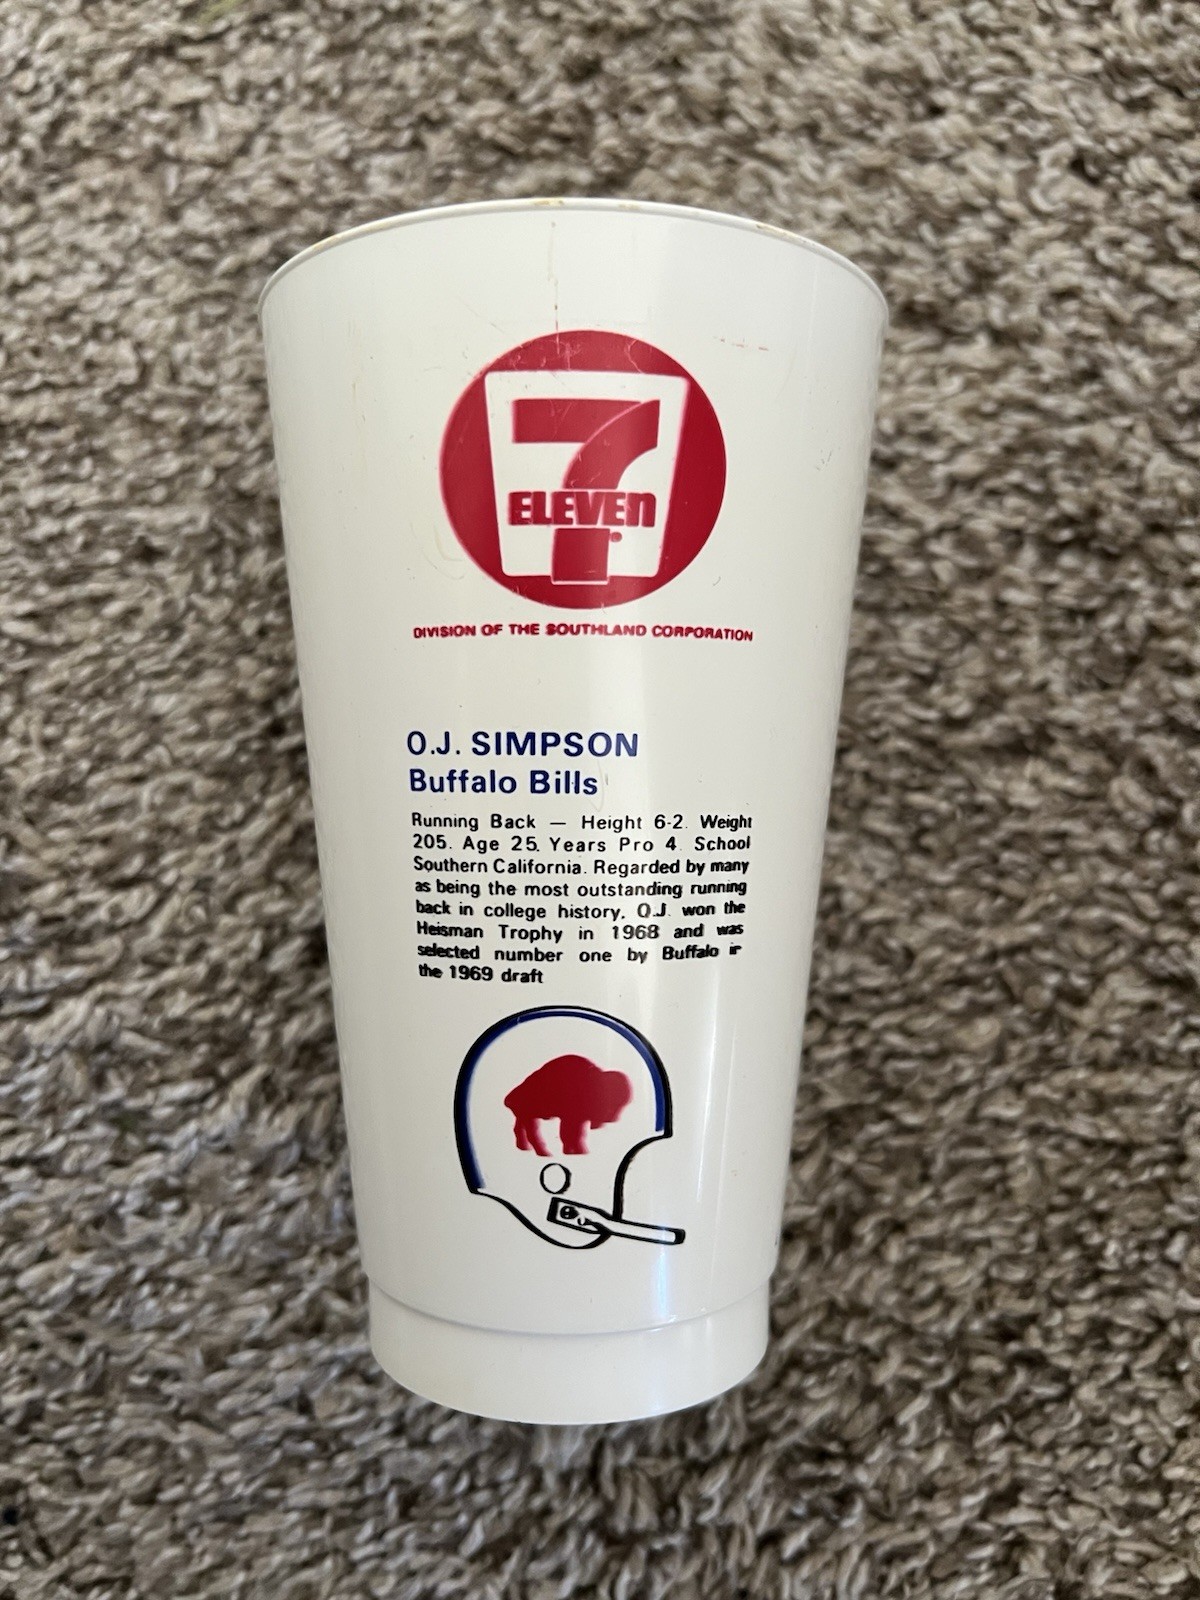 7
ELEVEn
®
DIVISION OF THE SOUTHLAND CORPORATION
O.J. SIMPSON
Buffalo Bills
Running Back — Height 6-2. Weight
205. Age 25. Years Pro 4. School
Southern California. Regarded by many
as being the most outstanding running
back in college history, O.J. won the
Heisman Trophy in 1968 and was
selected number one by Buffalo in
the 1969 draft